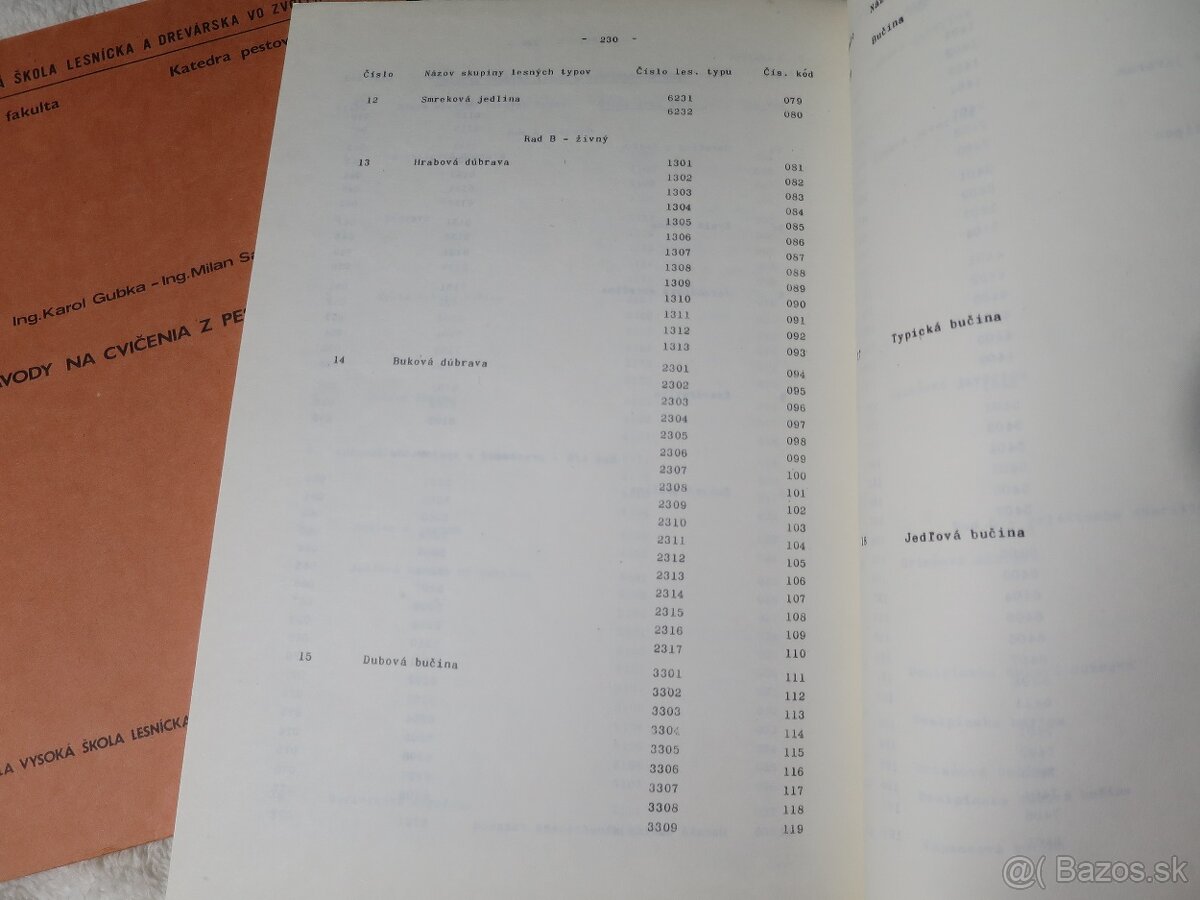 Á ŠKOLA LESNÍCKA A DREVÁRSKA VO
Katedra
fakulta
Ing.Karol Gubka – Ing.Milan
NA CVIČENIA Z
VYSOKÁ ŠKOLA LESNÍCKA
- 230 -
Číslo Názov skupiny lesných typov Číslo les. typu Čís. kód
12 Smreková jedlina 6231 079
6232 080
Rad B - živný
13 Hrabová dúbrava 1301 081
1302 082
1303 083
1304 084
1305 085
1306 086
1307 087
1308 088
1309 089
1310 090
1311 091
1312 092
1313 093
14 Buková dúbrava 2301 094
2302 095
2303 096
2304 097
2305 098
2306 099
2307 100
2308 101
2309 102
2310 103
2311 104
2312 105
2313 106
2314 107
2315 108
2316 109
2317 110
15 Dubová bučina 3301 111
3302 112
3303 113
3304 114
3305 115
3306 116
3307 117
3308 118
3309 119
Bučina
Typická bučina
Jedľová bučina
@( Bazos.sk